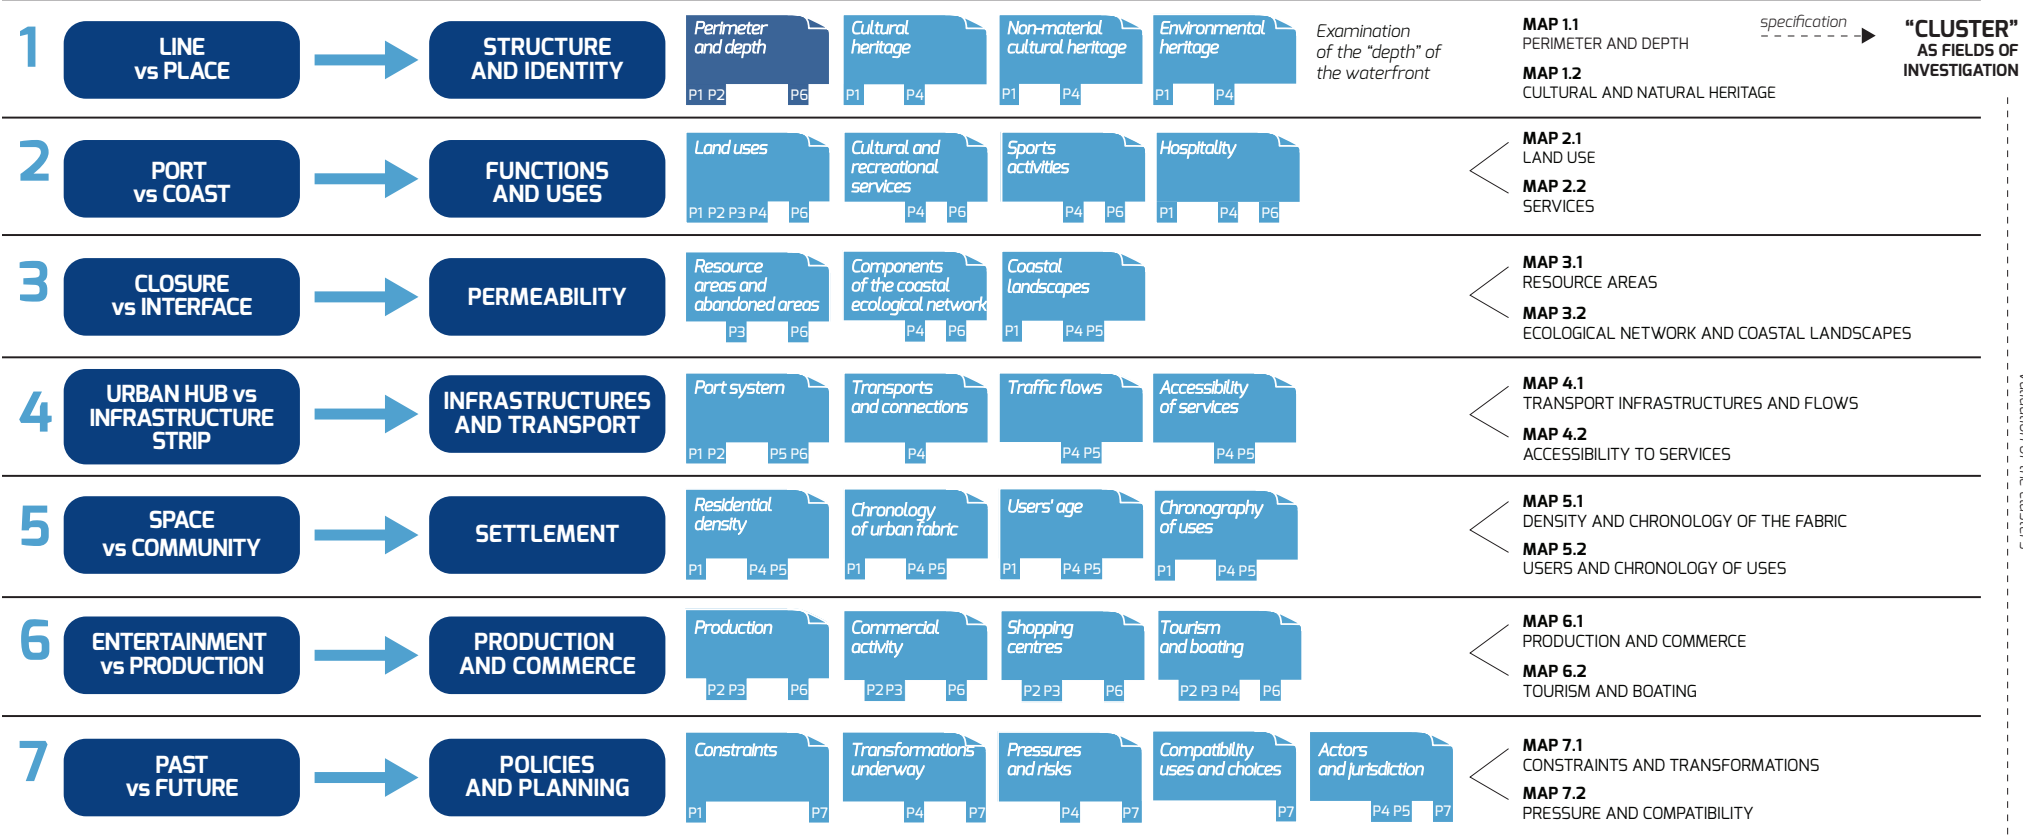 1
LINE
vs PLACE
STRUCTURE
AND IDENTITY
Perimeter
and depth
P1 P2 P6
Cultural
heritage
P1 P4
Non-material
cultural heritage
P1 P4
Environmental
heritage
P1 P4
Examination
of the "depth" of
the waterfront
MAP 1.1
PERIMETER AND DEPTH
MAP 1.2
CULTURAL AND NATURAL HERITAGE
specification
“CLUSTER”
AS FIELDS OF
INVESTIGATION
2
PORT
vs COAST
FUNCTIONS
AND USES
Land uses
P1 P2 P3 P4 P6
Cultural and
recreational
services
P4 P6
Sports
activities
P4 P6
Hospitality
P1 P4 P6
MAP 2.1
LAND USE
MAP 2.2
SERVICES
3
CLOSURE
vs INTERFACE
PERMEABILITY
Resource
areas and
abandoned areas
P3 P6
Components
of the coastal
ecological network
P4 P6
Coastal
landscapes
P1 P4 P5
MAP 3.1
RESOURCE AREAS
MAP 3.2
ECOLOGICAL NETWORK AND COASTAL LANDSCAPES
4
URBAN HUB vs
INFRASTRUCTURE
STRIP
INFRASTRUCTURES
AND TRANSPORT
Port system
P1 P2 P5 P6
Transports
and connections
P4
Traffic flows
P4 P5
Accessibility
of services
P4 P5
MAP 4.1
TRANSPORT INFRASTRUCTURES AND FLOWS
MAP 4.2
ACCESSIBILITY TO SERVICES
5
SPACE
vs COMMUNITY
SETTLEMENT
Residential
density
P1 P4 P5
Chronology
of urban fabric
P1 P4 P5
Users' age
P1 P4 P5
Chronography
of uses
P1 P4 P5
MAP 5.1
DENSITY AND CHRONOLOGY OF THE FABRIC
MAP 5.2
USERS AND CHRONOLOGY OF USES
6
ENTERTAINMENT
vs PRODUCTION
PRODUCTION
AND COMMERCE
Production
P2 P3 P6
Commercial
activity
P2 P3 P6
Shopping
centres
P2 P3 P6
Tourism
and boating
P2 P3 P4 P6
MAP 6.1
PRODUCTION AND COMMERCE
MAP 6.2
TOURISM AND BOATING
7
PAST
vs FUTURE
POLICIES
AND PLANNING
Constraints
P1 P7
Transformations
underway
P4 P7
Pressures
and risks
P4 P7
Compatibility
uses and choices
P7
Actors
and jurisdiction
P4 P5 P7
MAP 7.1
CONSTRAINTS AND TRANSFORMATIONS
MAP 7.2
PRESSURE AND COMPATIBILITY